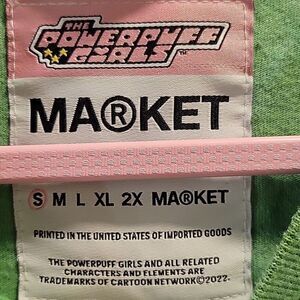 THE
POWERPUFF
GIRLS™
MA®KET
S M L XL 2X MA®KET
PRINTED IN THE UNITED STATES OF IMPORTED GOODS
THE POWERPUFF GIRLS AND ALL RELATED
CHARACTERS AND ELEMENTS ARE
TRADEMARKS OF CARTOON NETWORK©2022.